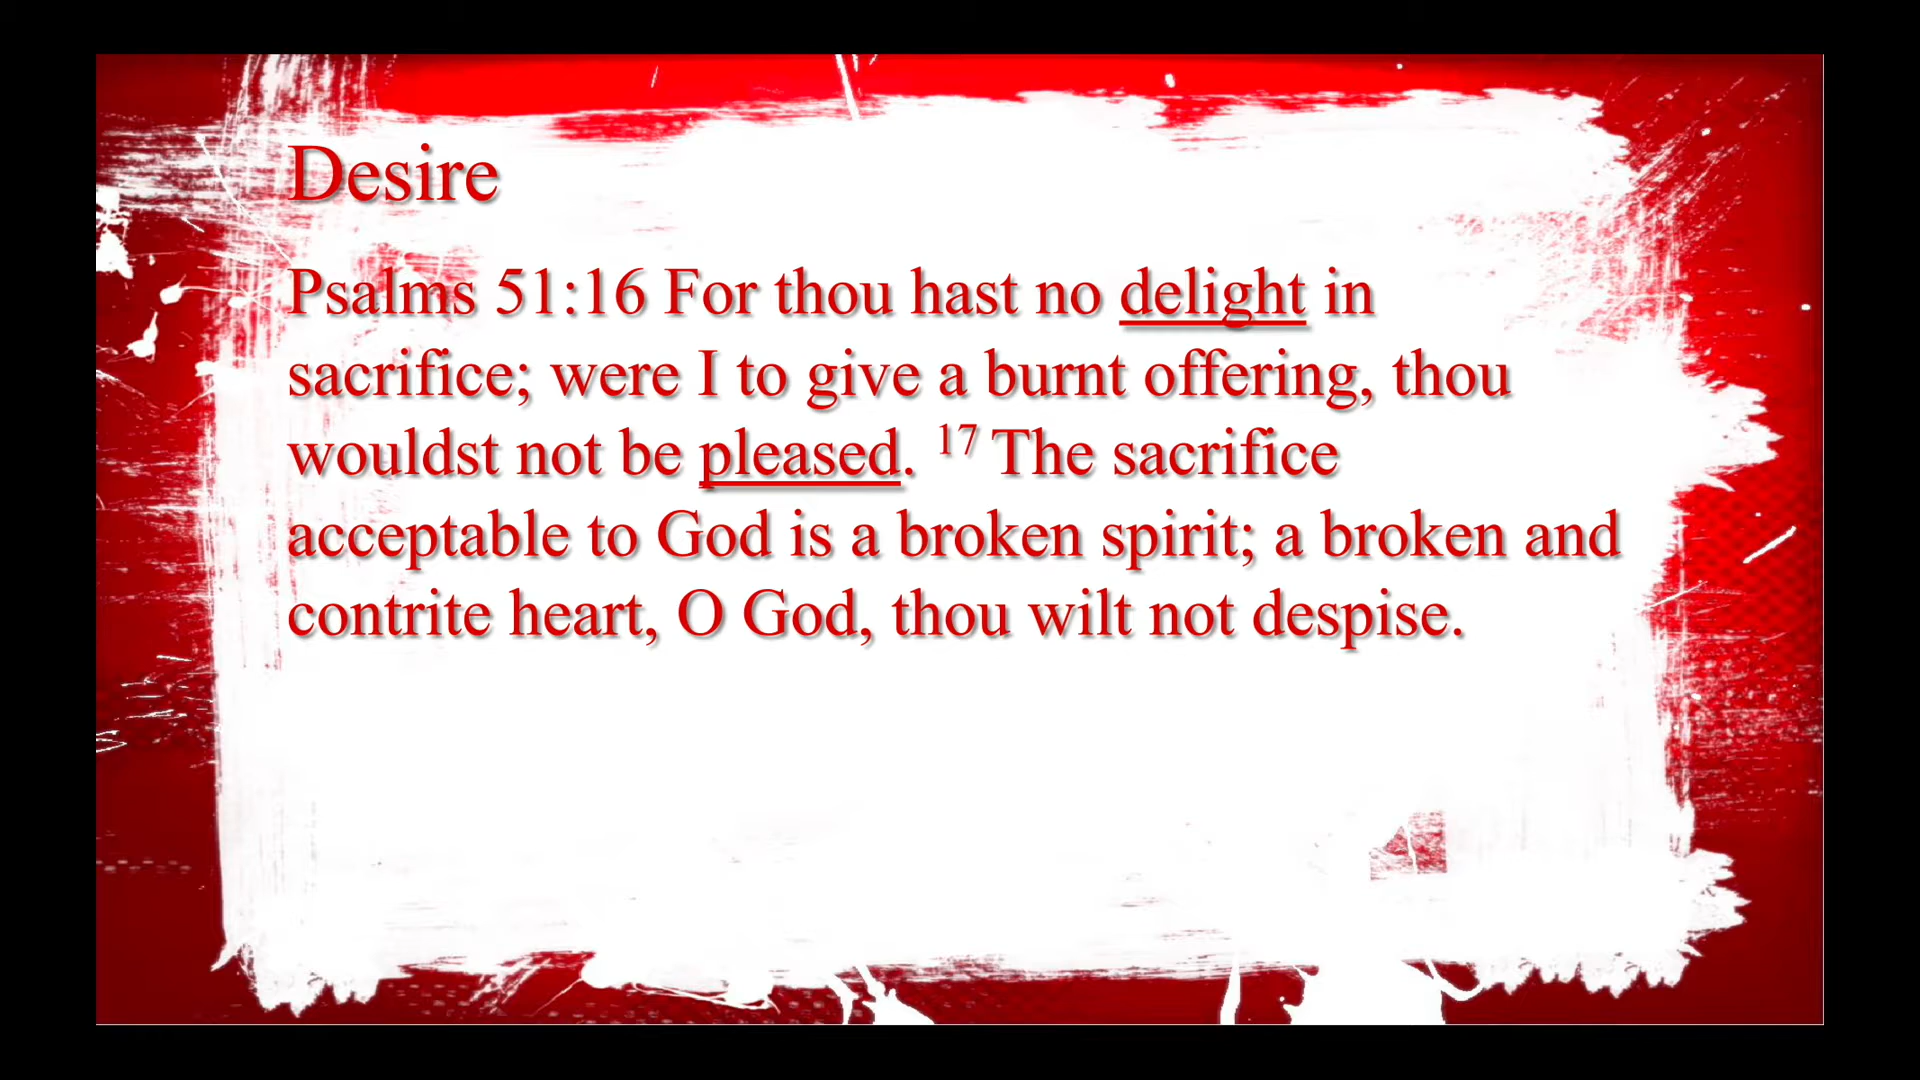 Desire
Psalms 51:16 For thou hast no delight in
sacrifice; were I to give a burnt offering, thou
wouldst not be pleased. 17 The sacrifice
acceptable to God is a broken spirit; a broken and
contrite heart, O God, thou wilt not despise.